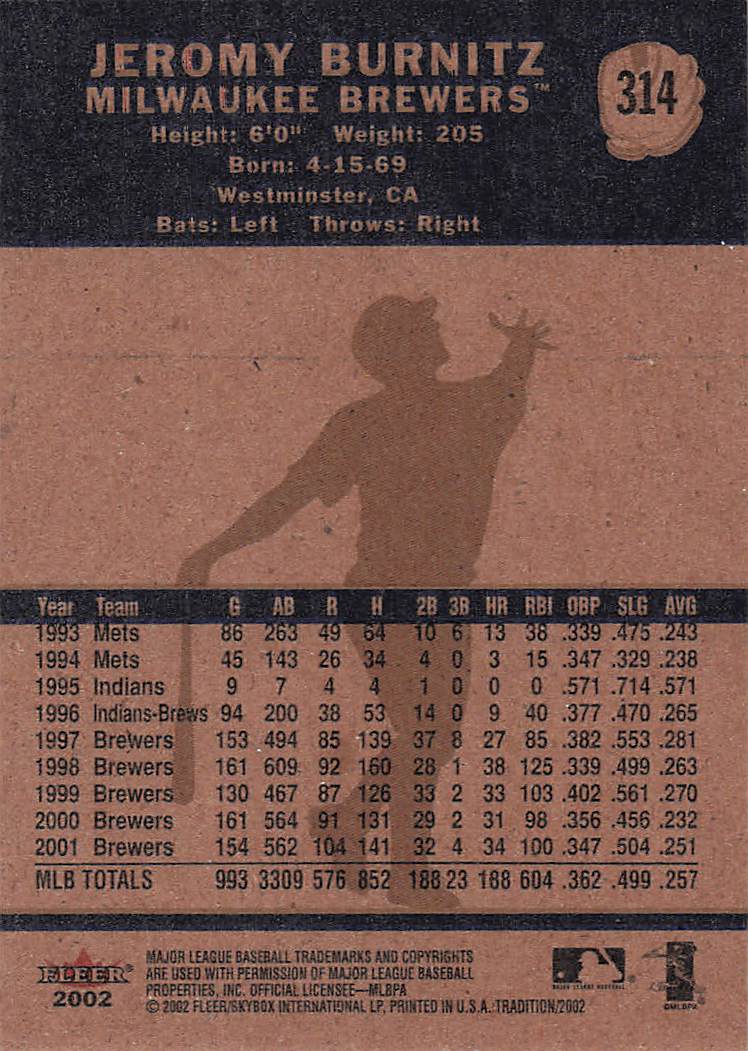 JEROMY BURNITZ
MILWAUKEE BREWERS™
314
Height: 6'0" Weight: 205
Born: 4-15-69
Westminster, CA
Bats: Left Throws: Right
Year Team G AB R H 2B 3B HR RBI OBP SLG AVG
1993 Mets 86 263 49 64 10 6 13 38 .339 .475 .243
1994 Mets 45 143 26 34 4 0 3 15 .347 .329 .238
1995 Indians 9 7 4 4 1 0 0 0 .571 .714 .571
1996 Indians-Brews 94 200 38 53 14 0 9 40 .377 .470 .265
1997 Brewers 153 494 85 139 37 8 27 85 .382 .553 .281
1998 Brewers 161 609 92 160 28 1 38 125 .339 .499 .263
1999 Brewers 130 467 87 126 33 2 33 103 .402 .561 .270
2000 Brewers 161 564 91 131 29 2 31 98 .356 .456 .232
2001 Brewers 154 562 104 141 32 4 34 100 .347 .504 .251
MLB TOTALS 993 3309 576 852 188 23 188 604 .362 .499 .257
FLEER®
2002
MAJOR LEAGUE BASEBALL TRADEMARKS AND COPYRIGHTS
ARE USED WITH PERMISSION OF MAJOR LEAGUE BASEBALL
PROPERTIES, INC. OFFICIAL LICENSEE—MLBPA
© 2002 FLEER/SKYBOX INTERNATIONAL LP, PRINTED IN U.S.A. TRADITION/2002
MAJOR LEAGUE BASEBALL
©MLBPA